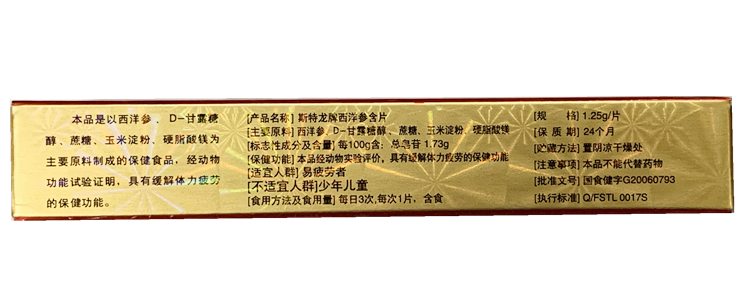 本品是以西洋参、D-甘露糖
醇、蔗糖、玉米淀粉、硬脂酸镁为
主要原料制成的保健食品，经动物
功能试验证明，具有缓解体力疲劳
的保健功能。
[产品名称] 斯特龙牌西洋参含片
[主要原料] 西洋参、D-甘露糖醇、蔗糖、玉米淀粉、硬脂酸镁
[标志性成分及含量] 每100g含：总皂苷 1.73g
[保健功能] 本品经动物实验评价，具有缓解体力疲劳的保健功能
[适宜人群] 易疲劳者
[不适宜人群]少年儿童
[食用方法及食用量] 每日3次,每次1片，含食
[规 格] 1.25g/片
[保 质 期] 24个月
[贮藏方法] 置阴凉干燥处
[注意事项] 本品不能代替药物
[批准文号] 国食健字G20060793
[执行标准] Q/FSTL 0017S